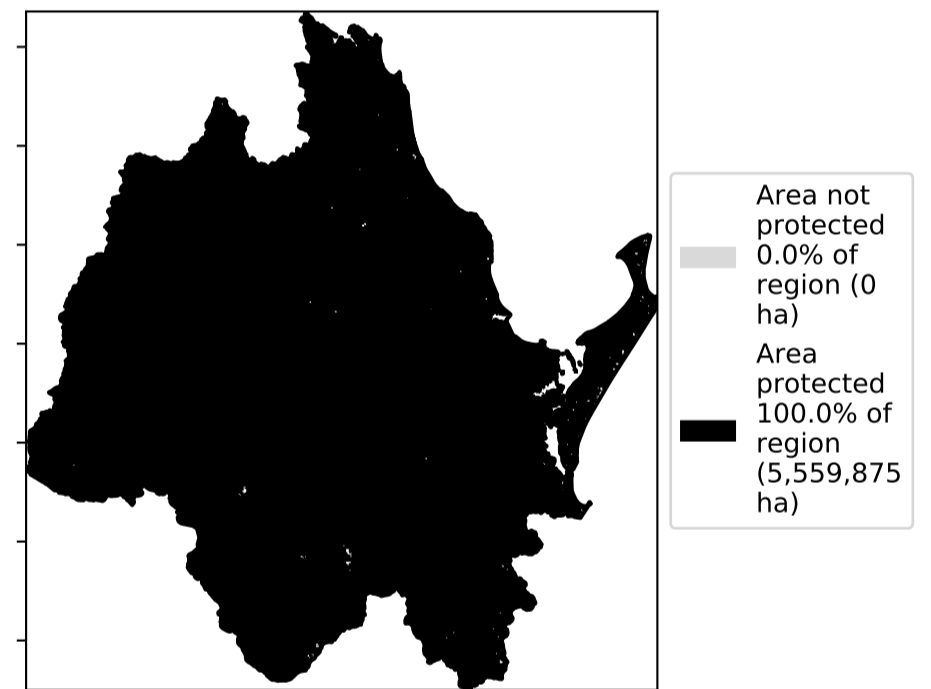 Area not
protected
0.0% of
region (0
ha)
Area
protected
100.0% of
region
(5,559,875
ha)